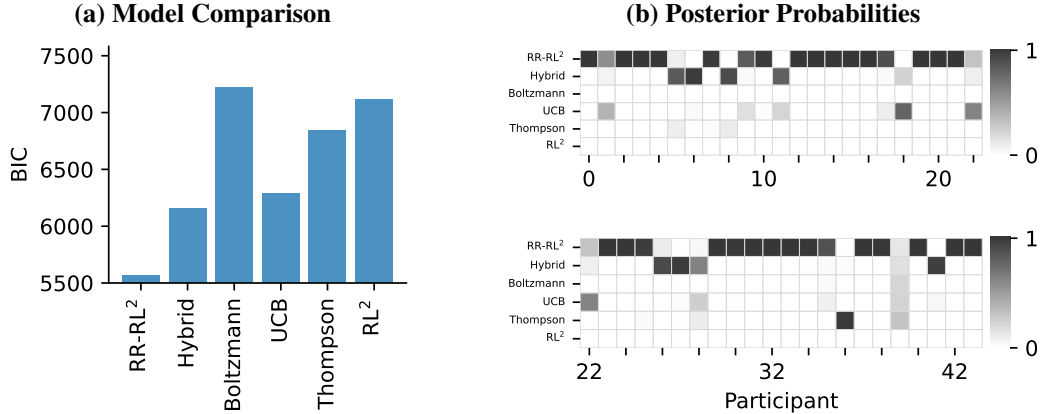 (a) Model Comparison
7500
7000
6500
6000
5500
BIC
RR-RL²
Hybrid
Boltzmann
UCB
Thompson
RL²
(b) Posterior Probabilities
RR-RL²
Hybrid
Boltzmann
UCB
Thompson
RL²
0 10 20
1
0
RR-RL²
Hybrid
Boltzmann
UCB
Thompson
RL²
22 32 42
1
0
Participant